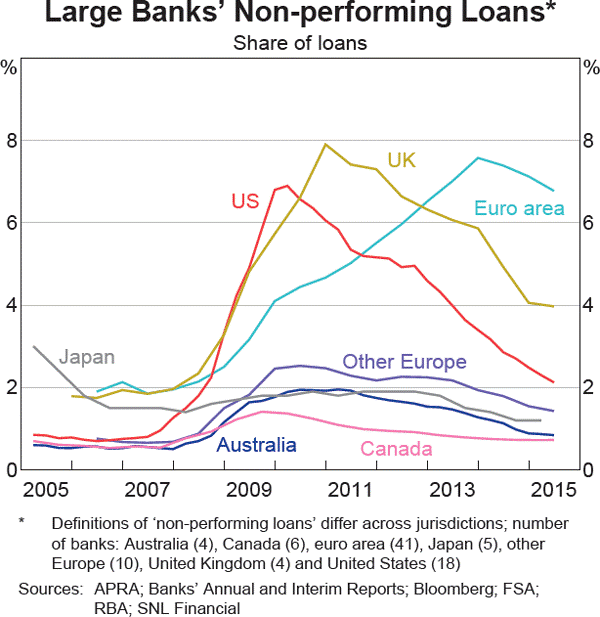 Large Banks’ Non-performing Loans*
Share of loans
% %
8 8
UK
US
Euro area
6 6
4 4
Japan
Other Europe
2 2
Australia
Canada
0 0
2005 2007 2009 2011 2013 2015
* Definitions of ‘non-performing loans’ differ across jurisdictions; number
of banks: Australia (4), Canada (6), euro area (41), Japan (5), other
Europe (10), United Kingdom (4) and United States (18)
Sources: APRA; Banks’ Annual and Interim Reports; Bloomberg; FSA;
RBA; SNL Financial